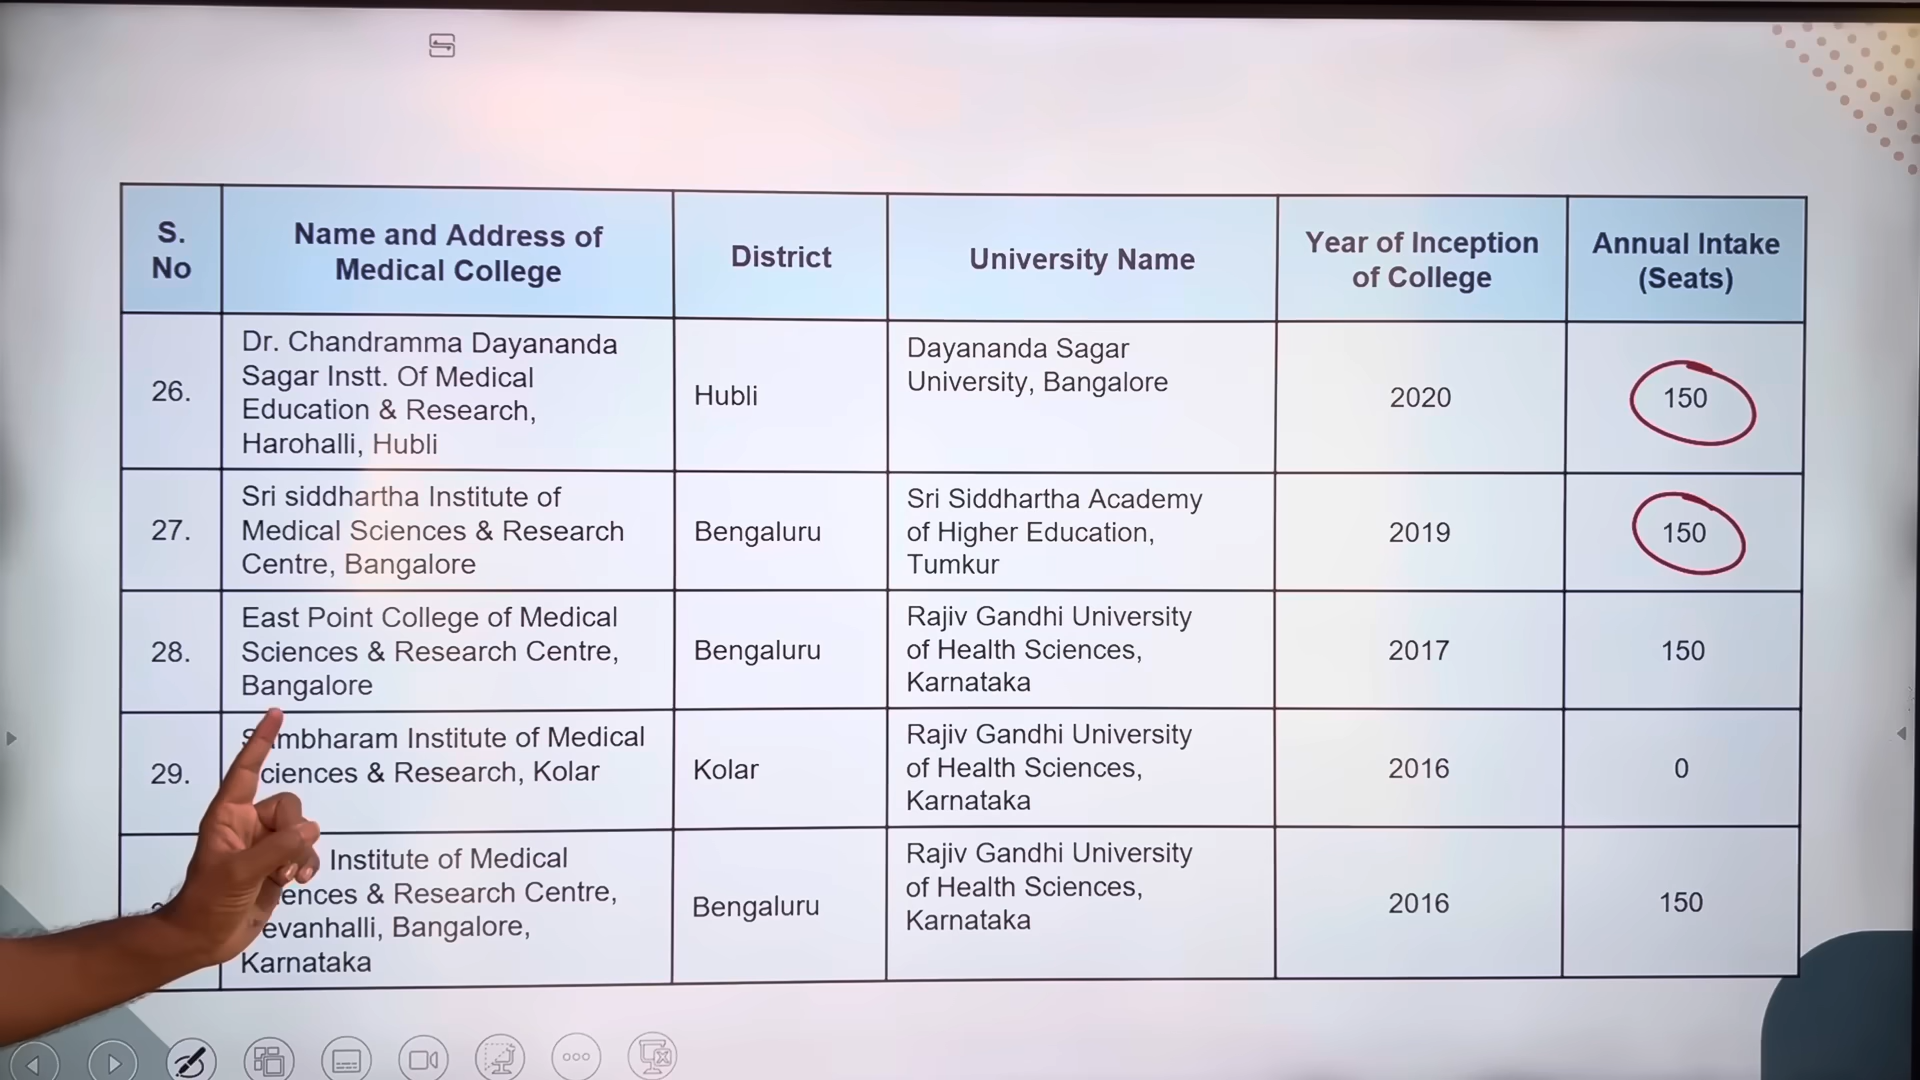 S. No
Name and Address of Medical College
District
University Name
Year of Inception of College
Annual Intake (Seats)
26.
Dr. Chandramma Dayananda
Sagar Instt. Of Medical
Education & Research,
Harohalli, Hubli
Hubli
Dayananda Sagar
University, Bangalore
2020
150
27.
Sri siddhartha Institute of
Medical Sciences & Research
Centre, Bangalore
Bengaluru
Sri Siddhartha Academy
of Higher Education,
Tumkur
2019
150
28.
East Point College of Medical
Sciences & Research Centre,
Bangalore
Bengaluru
Rajiv Gandhi University
of Health Sciences,
Karnataka
2017
150
29.
Institute of Medical
& Research, Kolar
Kolar
Rajiv Gandhi University
of Health Sciences,
Karnataka
2016
0
Institute of Medical
& Research Centre,
Bangalore,
Karnataka
Bengaluru
Rajiv Gandhi University
of Health Sciences,
Karnataka
2016
150